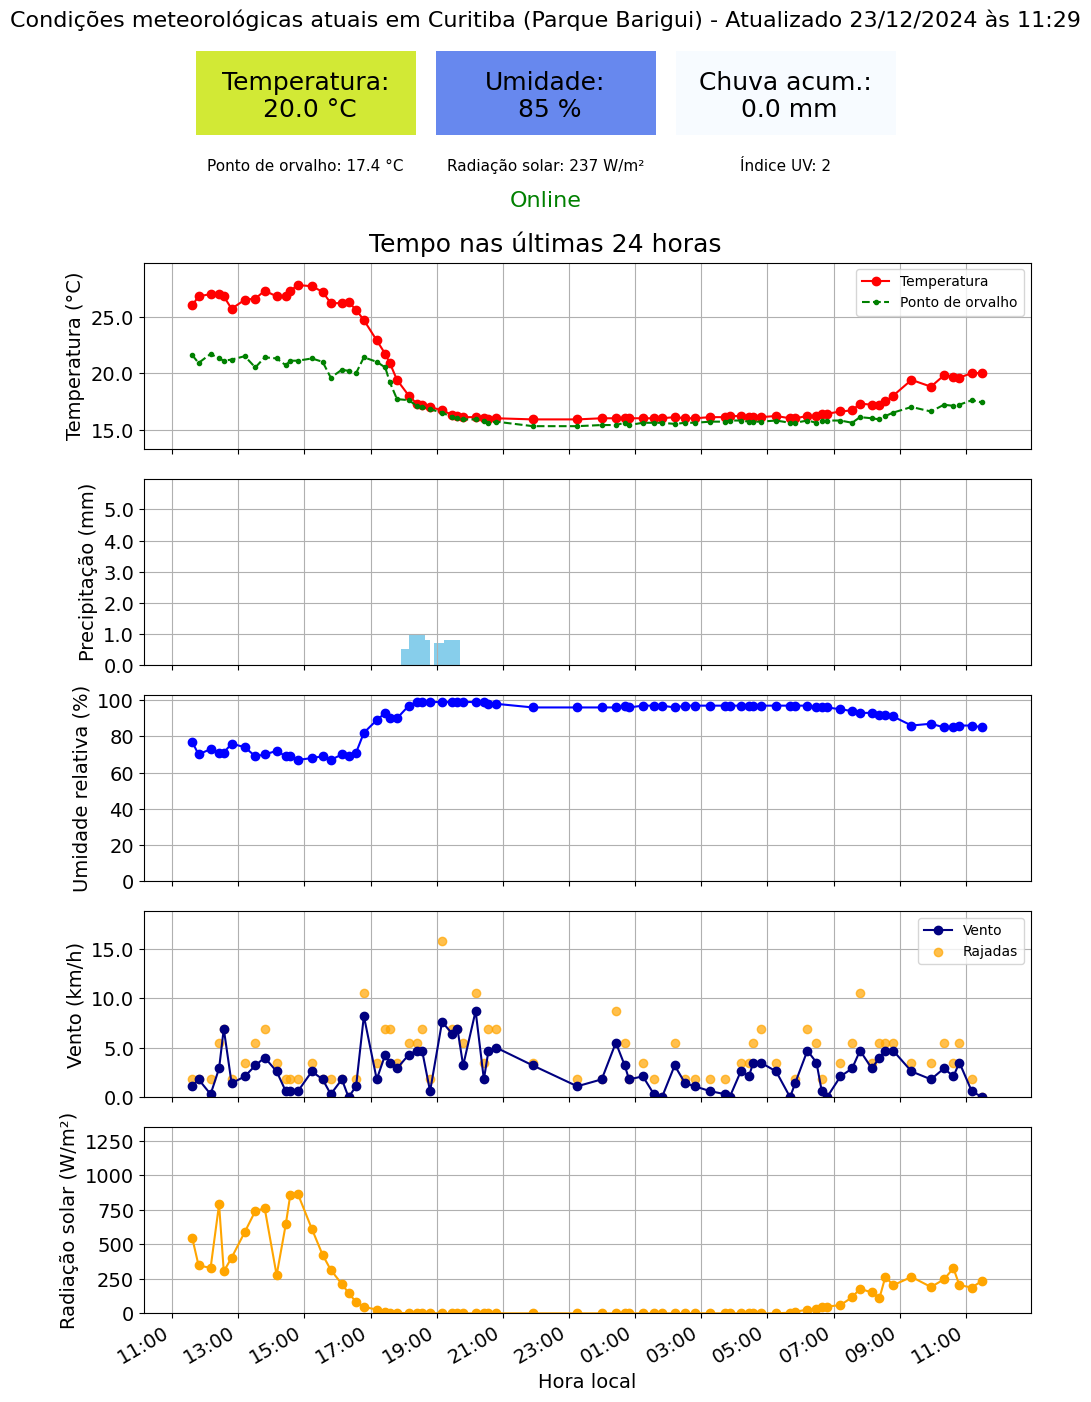 Condições meteorológicas atuais em Curitiba (Parque Barigui) - Atualizado 23/12/2024 às 11:29
Temperatura:
20.0 °C
Umidade:
85 %
Chuva acum.:
0.0 mm
Ponto de orvalho: 17.4 °C
Radiação solar: 237 W/m²
Índice UV: 2
Online
Tempo nas últimas 24 horas
Temperatura (°C)
25.0
20.0
15.0
Temperatura
Ponto de orvalho
Precipitação (mm)
5.0
4.0
3.0
2.0
1.0
0.0
Umidade relativa (%)
100
80
60
40
20
0
Vento (km/h)
15.0
10.0
5.0
0.0
Vento
Rajadas
Radiação solar (W/m²)
1250
1000
750
500
250
0
11:00
13:00
15:00
17:00
19:00
21:00
23:00
01:00
03:00
05:00
07:00
09:00
11:00
Hora local